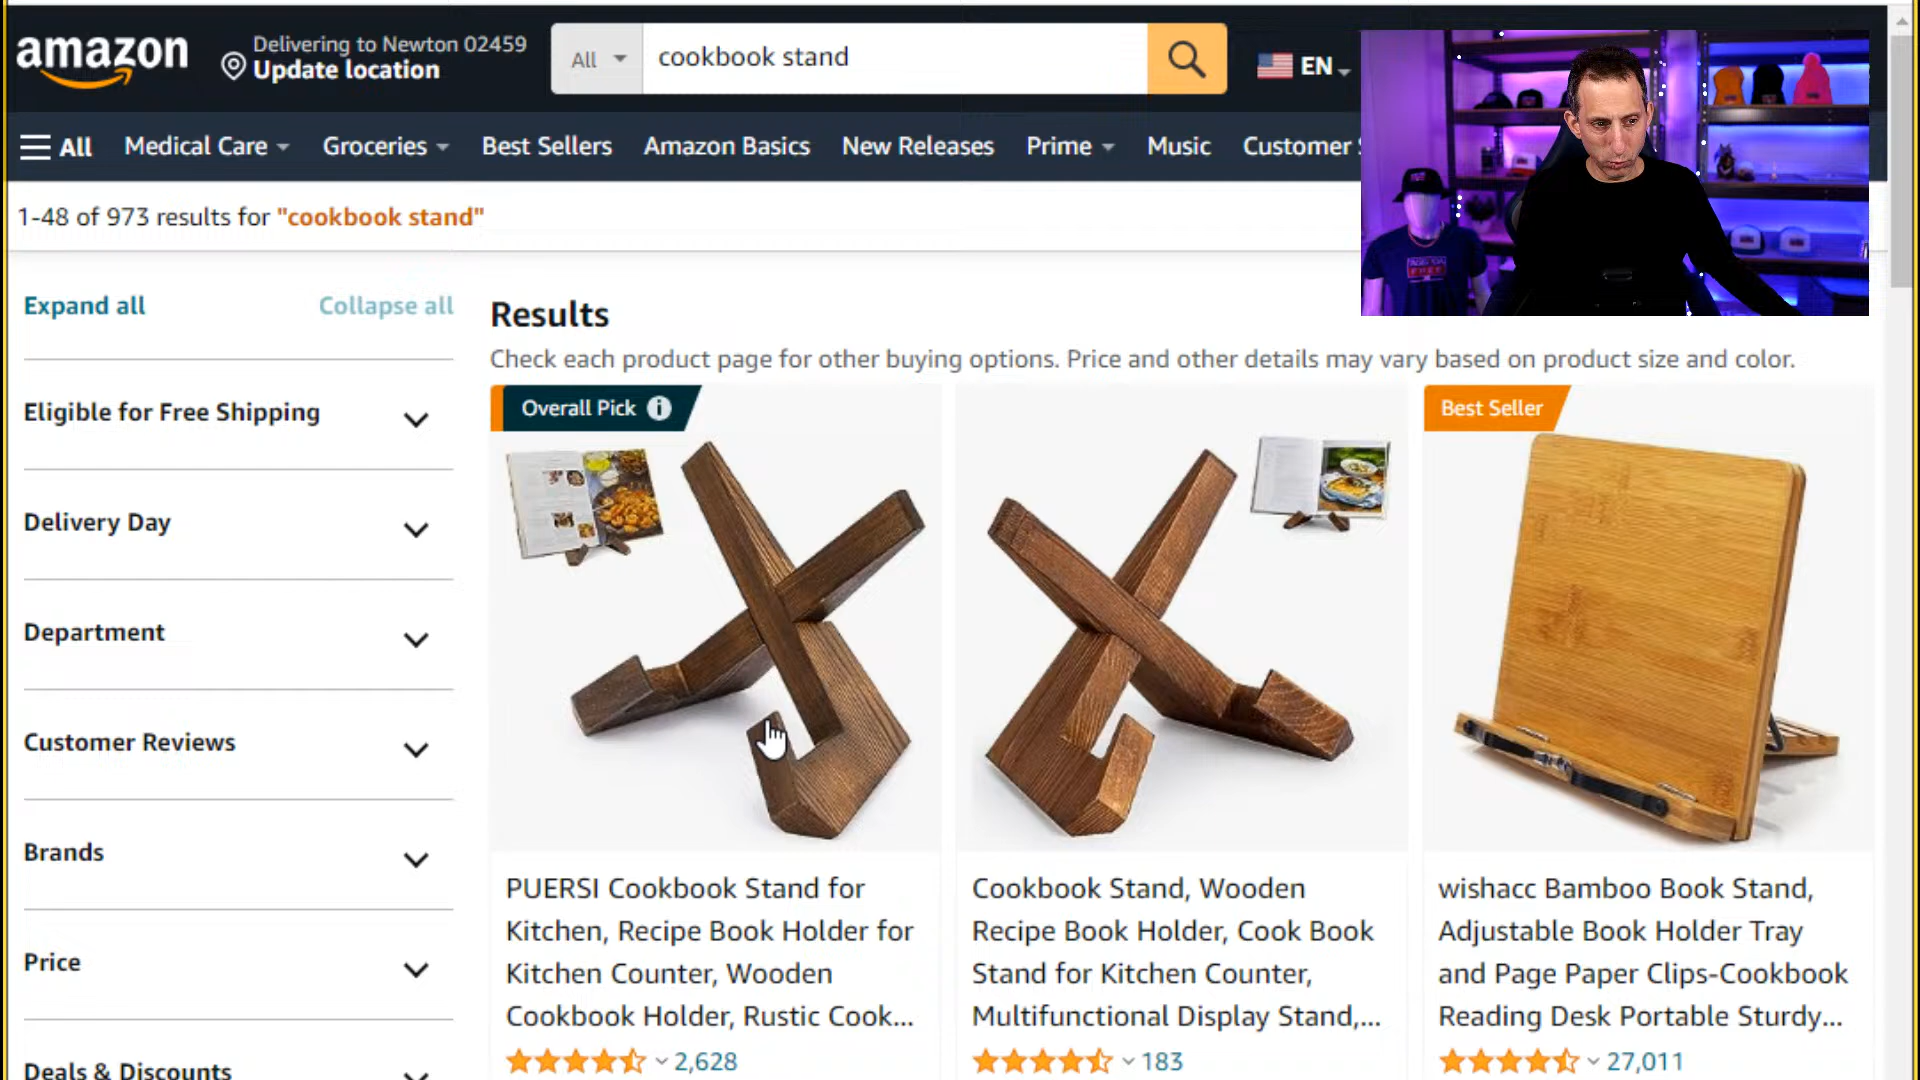 amazon
Delivering to Newton 02459
Update location
All
cookbook stand
EN
All
Medical Care
Groceries
Best Sellers
Amazon Basics
New Releases
Prime
Music
Customer
1-48 of 973 results for "cookbook stand"
Expand all
Collapse all
Eligible for Free Shipping
Delivery Day
Department
Customer Reviews
Brands
Price
Deals & Discounts
Results
Check each product page for other buying options. Price and other details may vary based on product size and color.
Overall Pick
PUERSI Cookbook Stand for
Kitchen, Recipe Book Holder for
Kitchen Counter, Wooden
Cookbook Holder, Rustic Cook...
2,628
Cookbook Stand, Wooden
Recipe Book Holder, Cook Book
Stand for Kitchen Counter,
Multifunctional Display Stand,...
183
Best Seller
wishacc Bamboo Book Stand,
Adjustable Book Holder Tray
and Page Paper Clips-Cookbook
Reading Desk Portable Sturdy...
27,011